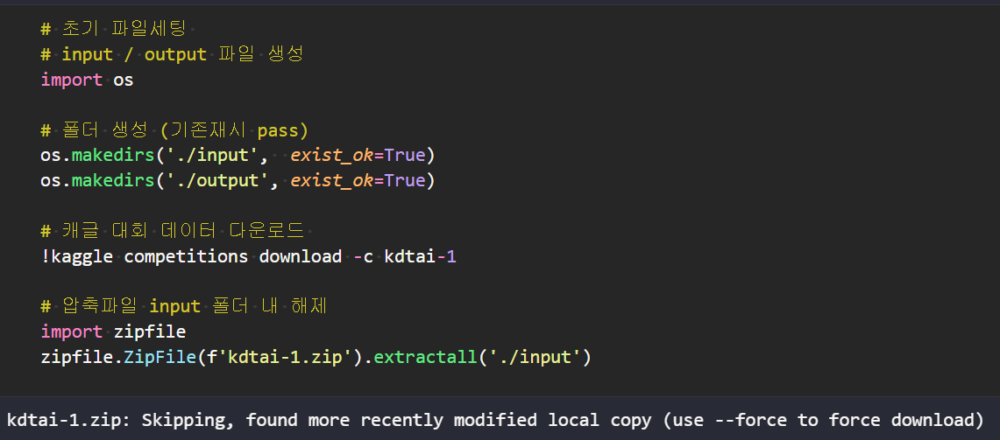 # 초기 파일세팅
# input / output 파일 생성
import os
# 폴더 생성 (기존재시 pass)
os.makedirs('./input',  exist_ok=True)
os.makedirs('./output', exist_ok=True)
# 캐글 대회 데이터 다운로드
!kaggle competitions download -c kdtai-1
# 압축파일 input 폴더 내 해제
import zipfile
zipfile.ZipFile(f'kdtai-1.zip').extractall('./input')
kdtai-1.zip: Skipping, found more recently modified local copy (use --force to force download)